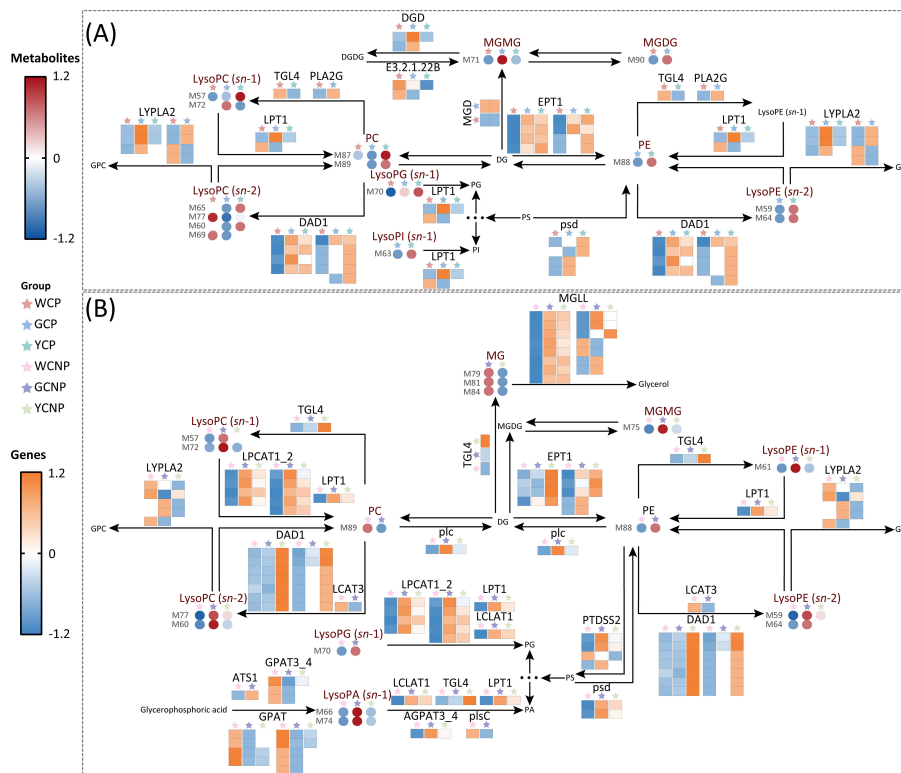 Metabolites
1.2
0
-1.2
Group
WCP
GCP
YCP
WCNP
GCNP
YCNP
Genes
1.2
0
-1.2
(A)
DGD
DGDG
E3.2.1.22B
MGMG
M71
MGDG
M90
LysoPC (sn-1)
M57
M72
TGL4
PLA2G
LYPLA2
LPT1
GPC
PC
M87
M89
MGD
EPT1
DG
TGL4
PLA2G
LysoPE (sn-1)
LPT1
LYPLA2
PE
M88
G
LysoPC (sn-2)
M65
M77
M60
M69
DAD1
LysoPG (sn-1)
M70
LPT1
PG
LysoPI (sn-1)
M63
LPT1
PI
PS
psd
DAD1
LysoPE (sn-2)
M59
M64
(B)
MGLL
MG
M79
M81
M84
Glycerol
LysoPC (sn-1)
M57
M72
TGL4
LYPLA2
LPCAT1_2
LPT1
GPC
PC
M89
TGL4
MGDG
MGMG
M75
EPT1
DG
plc
plc
TGL4
LysoPE (sn-1)
M61
LPT1
LYPLA2
PE
M88
G
DAD1
LCAT3
LysoPC (sn-2)
M77
M60
LPCAT1_2
LPT1
LCLAT1
LysoPG (sn-1)
M70
PG
PTDSS2
LCAT3
DAD1
LysoPE (sn-2)
M59
M64
PS
psd
ATS1
GPAT3_4
Glycerophosphoric acid
GPAT
LysoPA (sn-1)
M66
M74
LCLAT1
TGL4
LPT1
PA
AGPAT3_4
plsC